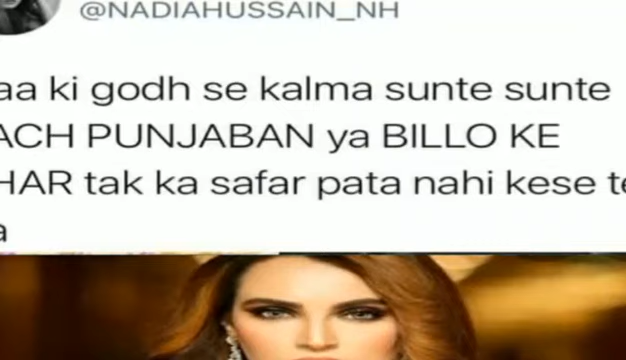 @NADIAHUSSAIN_NH
aa ki godh se kalma sunte sunte
ACH PUNJABAN ya BILLO KE
HAR tak ka safar pata nahi kese te
a